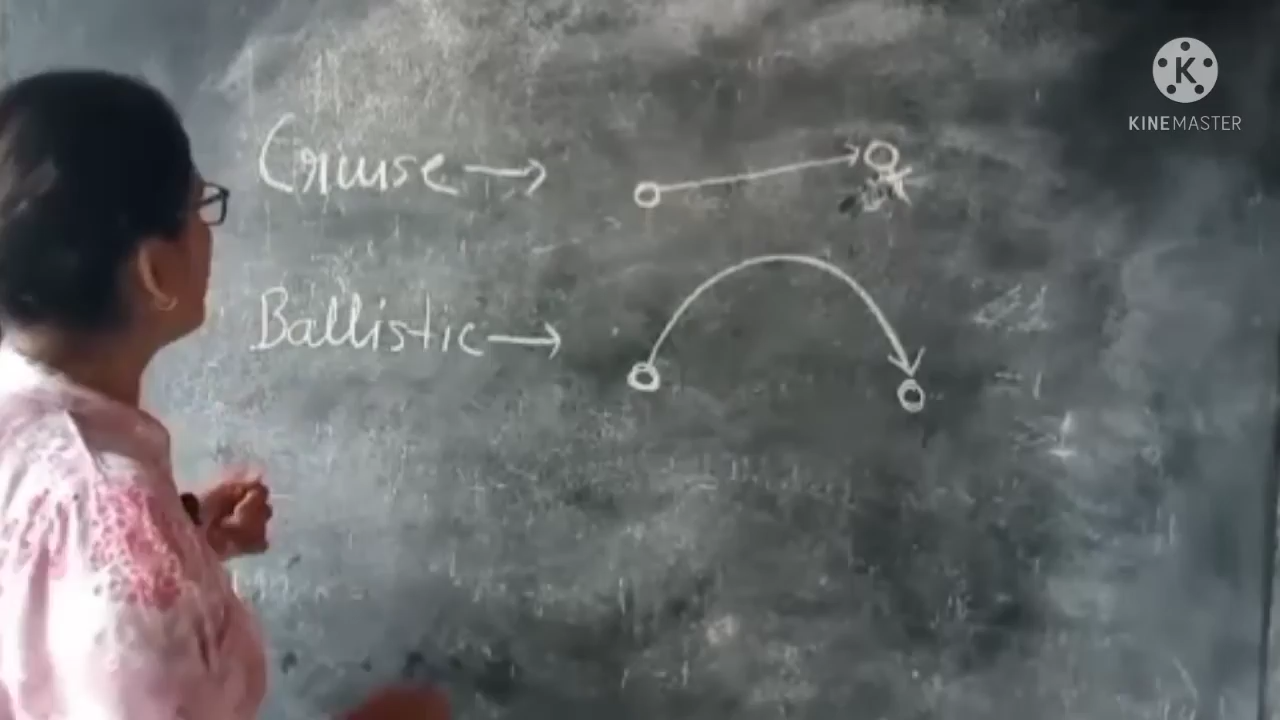 Cruise →
Ballistic →
K
KINEMASTER